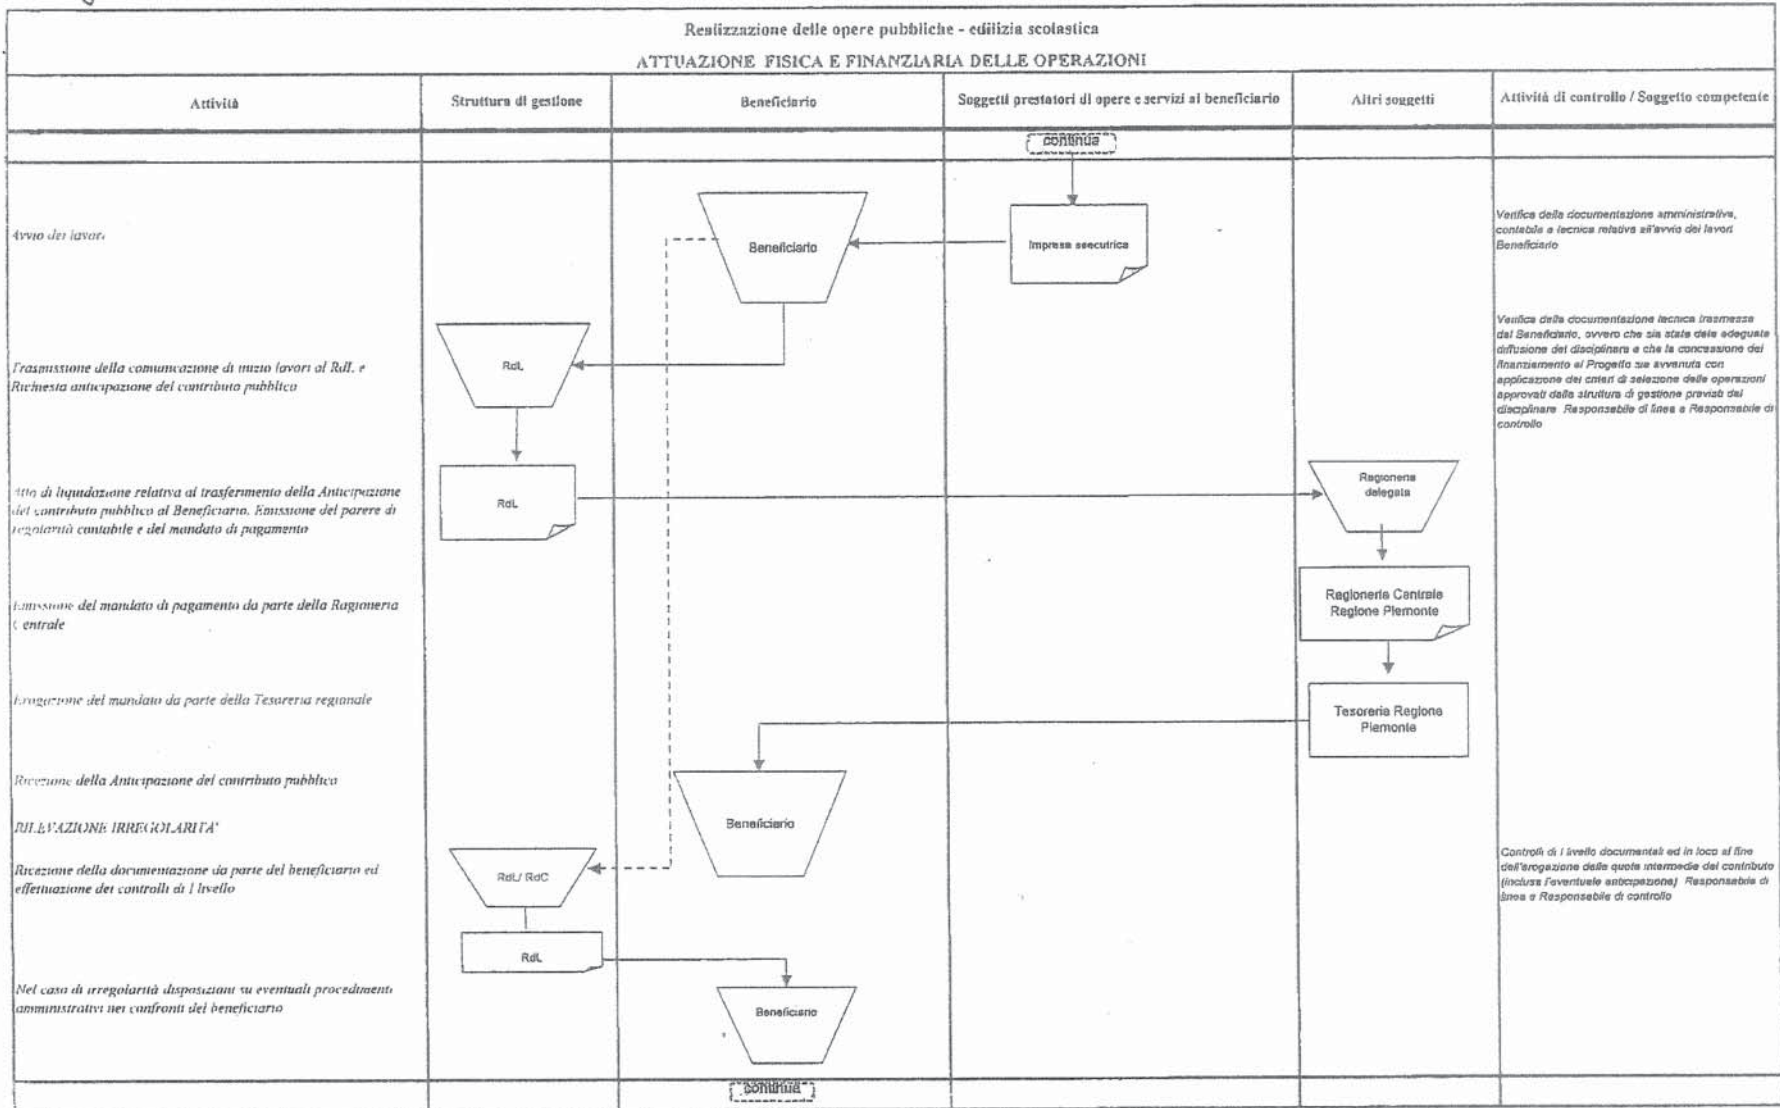 Realizzazione delle opere pubbliche - edilizia scolastica
ATTUAZIONE FISICA E FINANZIARIA DELLE OPERAZIONI
Attività
Struttura di gestione
Beneficiario
Soggetti prestatori di opere e servizi al beneficiario
Altri soggetti
Attività di controllo / Soggetto competente
continua
Avvio dei lavori
Beneficiario
Impresa esecutrice
Verifica della documentazione amministrativa,
contabile e tecnica relativa all'avvio dei lavori
Beneficiario
Trasmissione della comunicazione di inizio lavori al RdL e
Richiesta anticipazione del contributo pubblico
RdL
Verifica della documentazione tecnica trasmessa
dal Beneficiario, ovvero che sia stata data adeguata
diffusione del disciplinare e che la concessione del
finanziamento al Progetto sia avvenuta con
applicazione dei criteri di selezione delle operazioni
approvati dalla struttura di gestione previsti dal
disciplinare Responsabile di linea e Responsabile di
controllo
Atto di liquidazione relativa al trasferimento della Anticipazione
del contributo pubblico al Beneficiario. Emissione del parere di
regolarità contabile e del mandato di pagamento
RdL
Ragioneria
delegata
Emissione del mandato di pagamento da parte della Ragioneria
Centrale
Ragioneria Centrale
Regione Piemonte
Erogazione del mandato da parte della Tesoreria regionale
Tesoreria Regione
Piemonte
Ricezione della Anticipazione del contributo pubblico
RILEVAZIONE IRREGOLARITA'
Beneficiario
Ricezione della documentazione da parte del beneficiario ed
effettuazione dei controlli di I livello
RdL/ RdC
Controlli di I livello documentali ed in loco al fine
dell'erogazione delle quote intermedie del contributo
(inclusa l'eventuale anticipazione) Responsabile di
linea e Responsabile di controllo
RdL
Nel caso di irregolarità disposizioni su eventuali procedimenti
amministrativi nei confronti del beneficiario
Beneficiario
continua